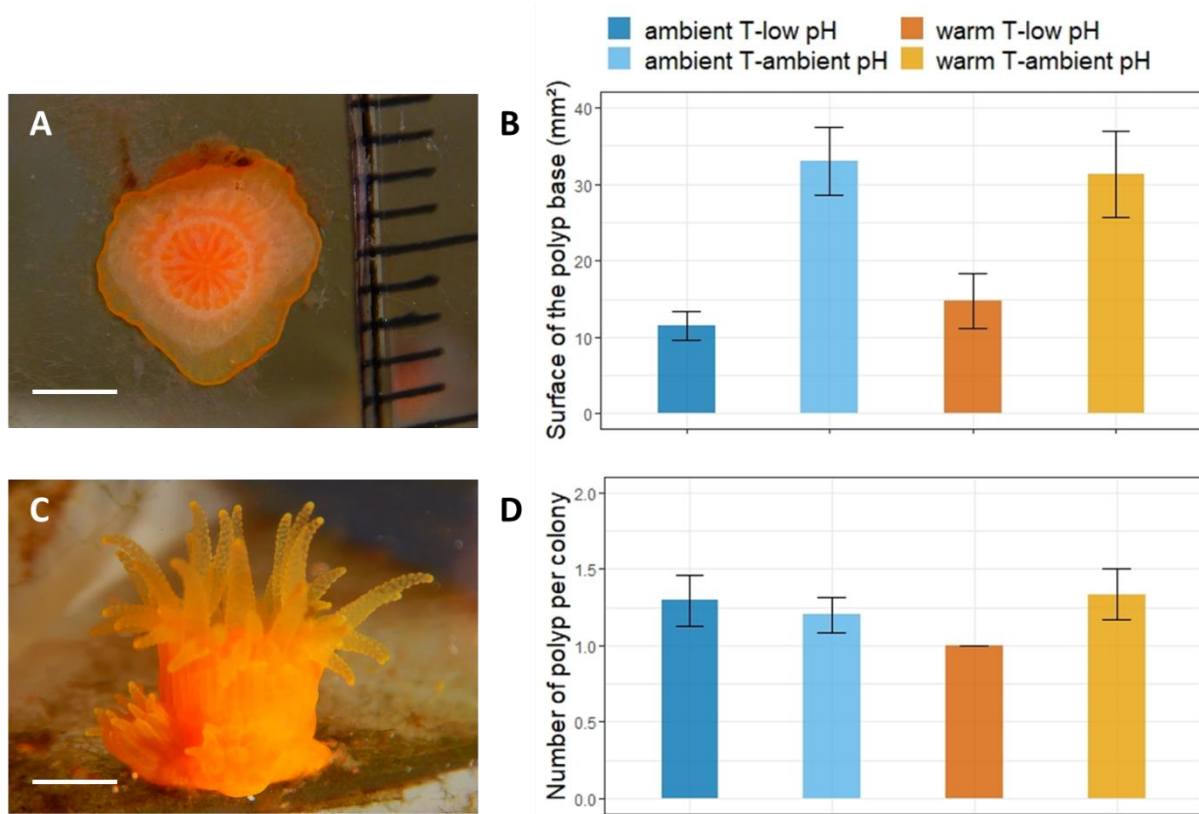 ambient T-low pH
warm T-low pH
ambient T-ambient pH
warm T-ambient pH
A
B
Surface of the polyp base (mm²)
40
30
20
10
0
C
D
Number of polyp per colony
2.0
1.5
1.0
0.5
0.0